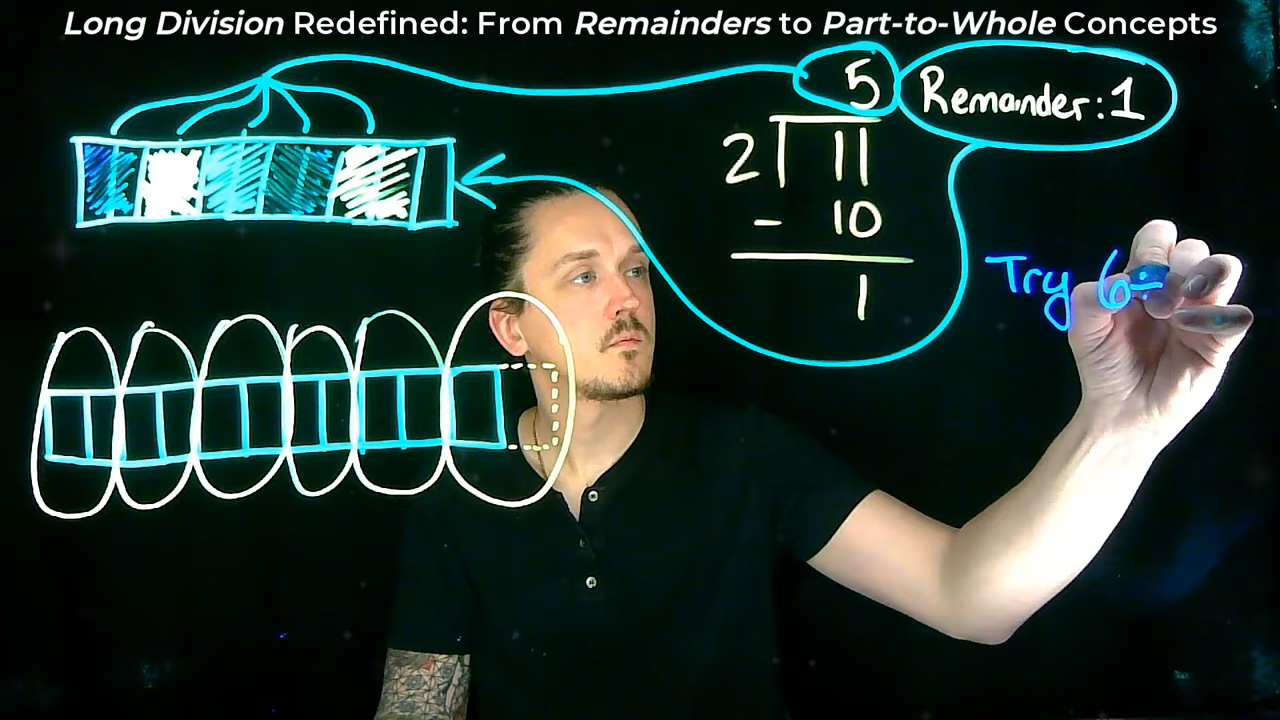 Long Division Redefined: From Remainders to Part-to-Whole Concepts
5 Remainder: 1
2 11
- 10
1
Try 6÷